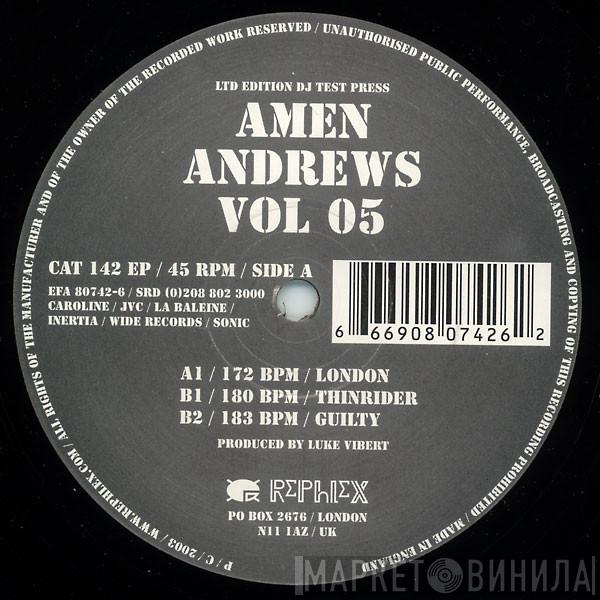 LTD EDITION DJ TEST PRESS
AMEN
ANDREWS
VOL 05
CAT 142 EP / 45 RPM / SIDE A
EFA 80742-6 / SRD (0)208 802 3000
CAROLINE / JVC / LA BALEINE /
INERTIA / WIDE RECORDS / SONIC
6 66908 07426 2
A1 / 172 BPM / LONDON
B1 / 180 BPM / THINRIDER
B2 / 183 BPM / GUILTY
PRODUCED BY LUKE VIBERT
REPHLEX
PO BOX 2676 / LONDON
N11 1AZ / UK
P / C / 2003 / WWW.REPHLEX.COM / ALL RIGHTS OF THE MANUFACTURER AND OF THE OWNER OF THE RECORDED WORK RESERVED / UNAUTHORISED PUBLIC PERFORMANCE, BROADCASTING AND COPYING OF THIS RECORDING PROHIBITED / MADE IN ENGLAND
МАРКЕТ ВИНИЛА